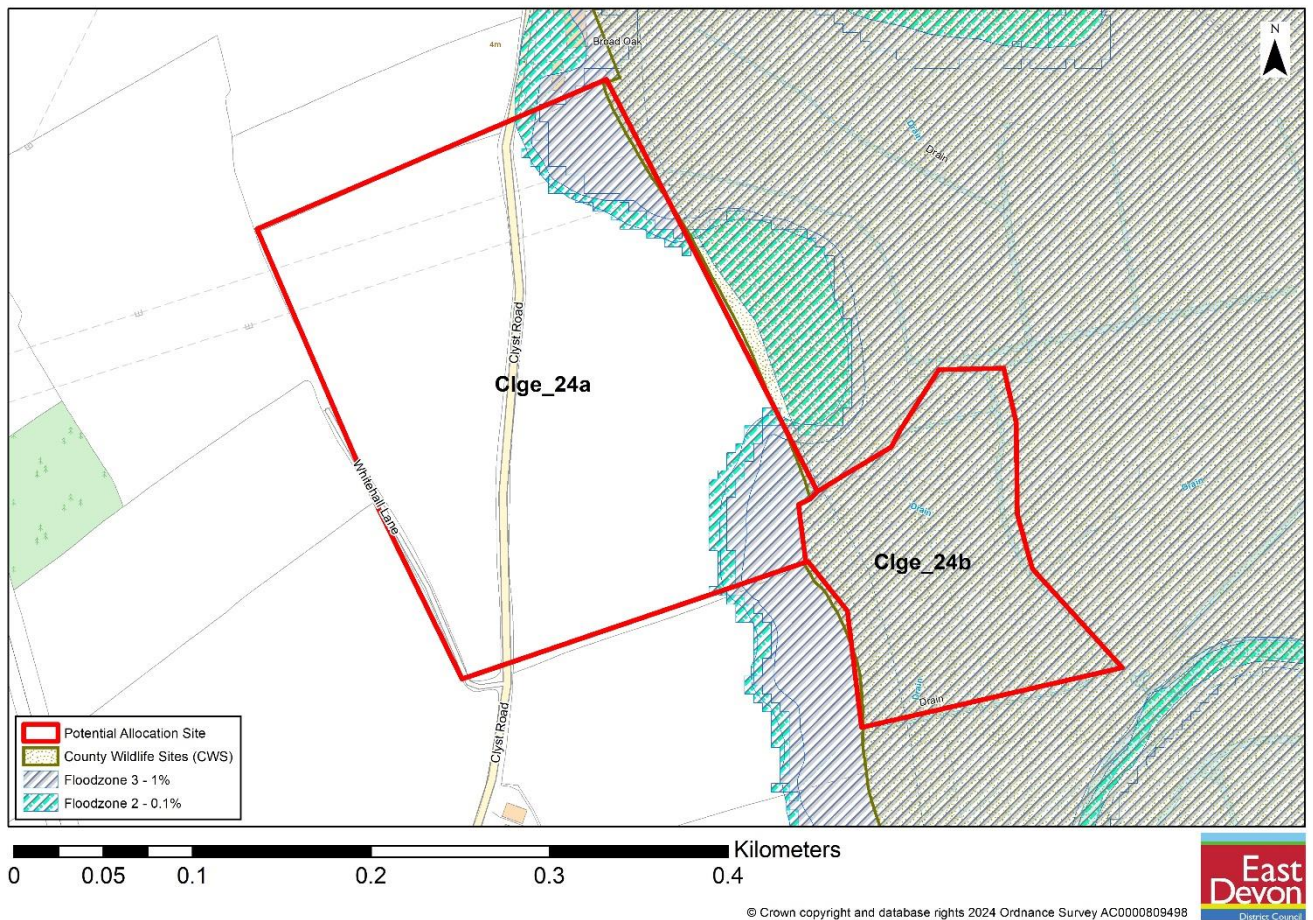 N
4m
Broad Oak
Drain
Drain
E
E
E
Clyst Road
Clge_24a
Whitehall Lane
Drain
Drain
Clge_24b
Drain
Drain
Clyst Road
Potential Allocation Site
County Wildlife Sites (CWS)
Floodzone 3 - 1%
Floodzone 2 - 0.1%
Kilometers
0 0.05 0.1 0.2 0.3 0.4
East
Devon
District Council
© Crown copyright and database rights 2024 Ordnance Survey AC0000809498